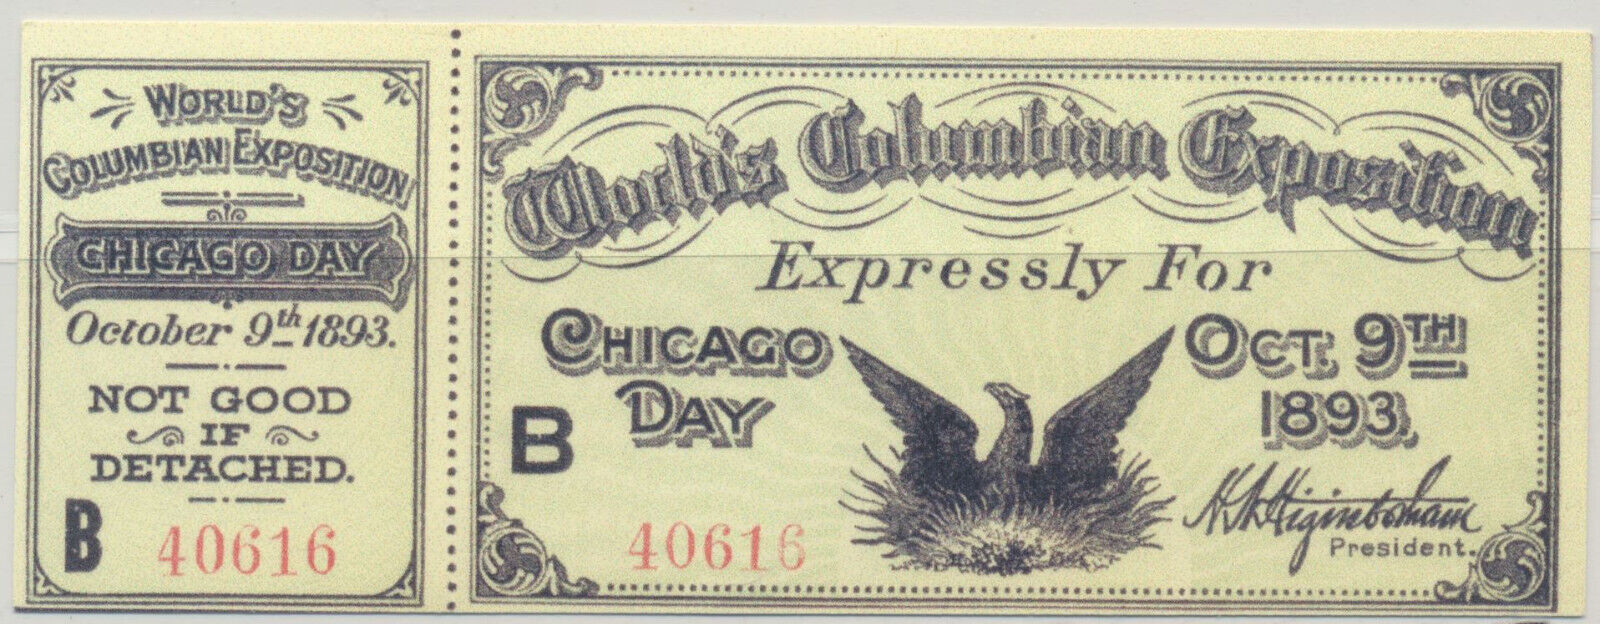 WORLD'S
COLUMBIAN EXPOSITION
CHICAGO DAY
October 9th 1893.
NOT GOOD
IF
DETACHED.
B 40616
World's Columbian Exposition
Expressly For
CHICAGO
DAY
OCT. 9TH
1893.
B
40616
H. N. Higinbotham
President.